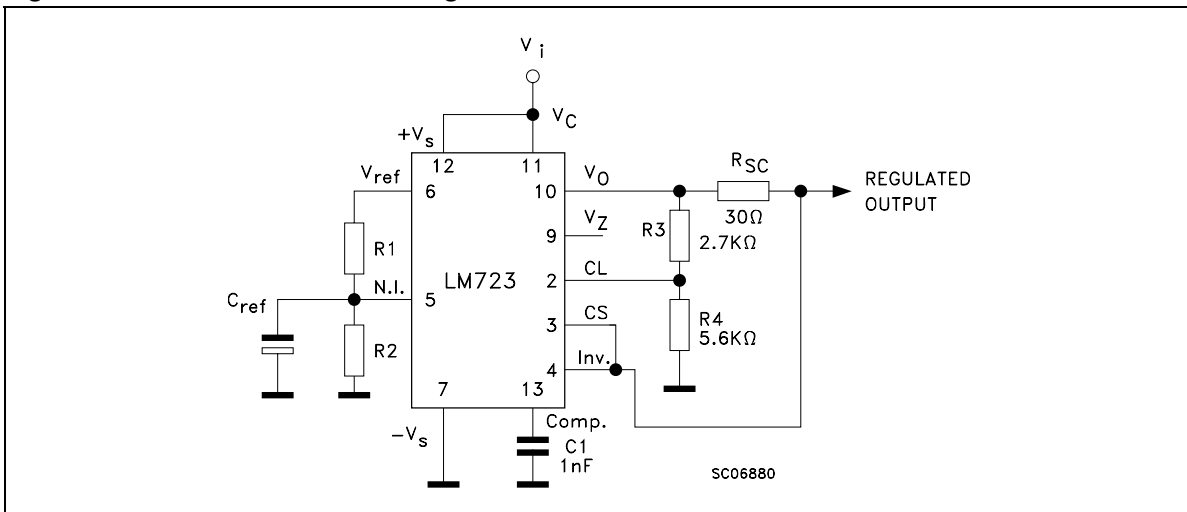 V i
V C
+V s
12
11
V ref
6
10
V O
R SC
REGULATED
OUTPUT
30Ω
9
V Z
R3
2.7KΩ
R1
2
CL
LM723
C ref
N.I.
5
3
CS
R4
5.6KΩ
R2
4
Inv.
7
13
Comp.
-V s
C1
1nF
SC06880